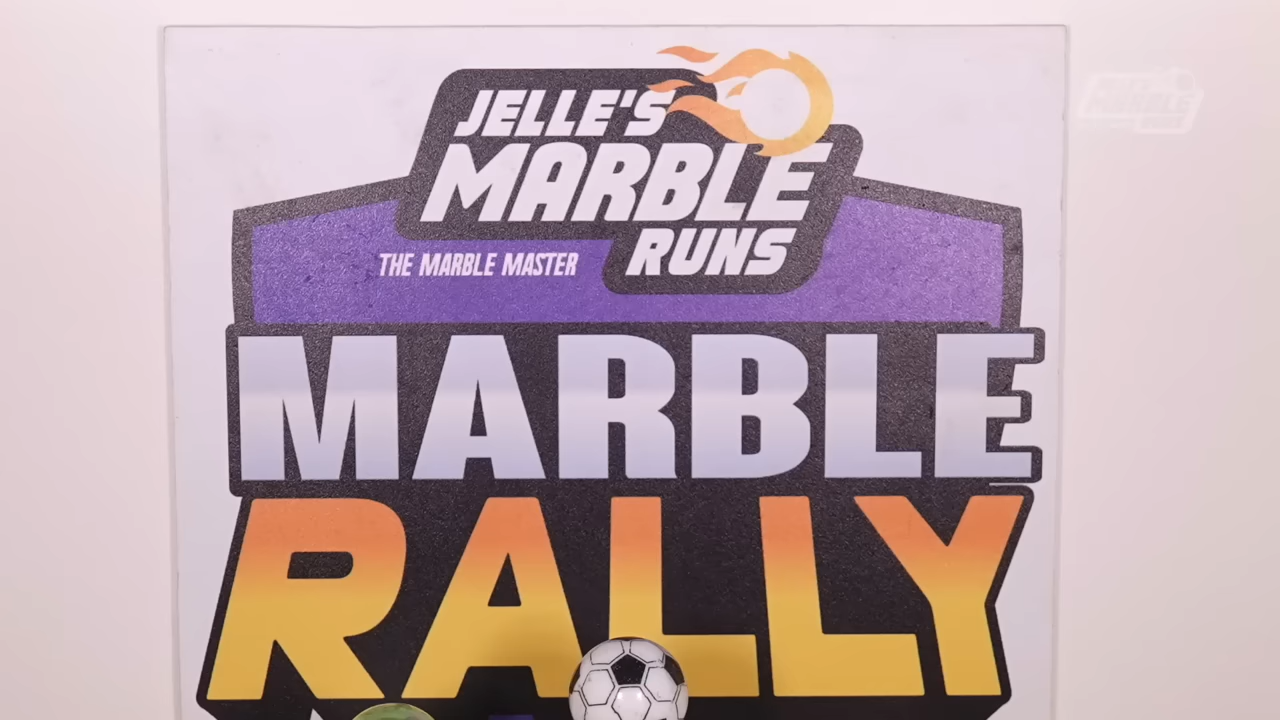 JELLE'S
MARBLE
RUNS
THE MARBLE MASTER
MARBLE
RALLY